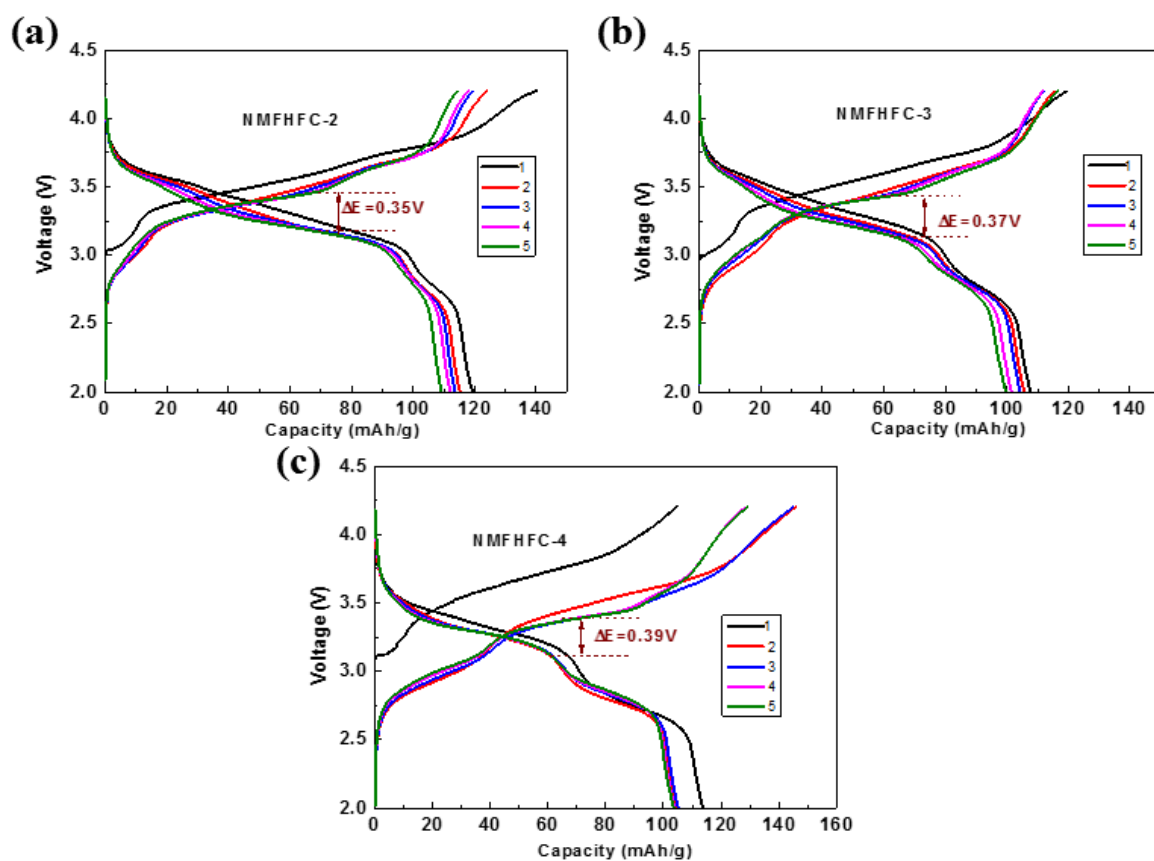 (a)
4.5
4.0
3.5
3.0
2.5
2.0
Voltage (V)
NMFHFC-2
1
2
3
4
5
ΔE=0.35V
0 20 40 60 80 100 120 140
Capacity (mAh/g)
(b)
4.5
4.0
3.5
3.0
2.5
2.0
Voltage (V)
NMFHFC-3
1
2
3
4
5
ΔE=0.37V
0 20 40 60 80 100 120 140
Capacity (mAh/g)
(c)
4.5
4.0
3.5
3.0
2.5
2.0
Voltage (V)
NMFHFC-4
1
2
3
4
5
ΔE=0.39V
0 20 40 60 80 100 120 140 160
Capacity (mAh/g)